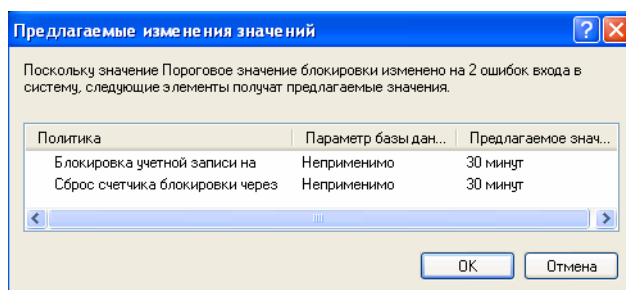 Предлагаемые изменения значений
Поскольку значение Пороговое значение блокировки изменено на 2 ошибок входа в
систему, следующие элементы получат предлагаемые значения.
Политика Параметр базы дан... Предлагаемое знач...
Блокировка учетной записи на Неприменимо 30 минут
Сброс счетчика блокировки через Неприменимо 30 минут
OK Отмена